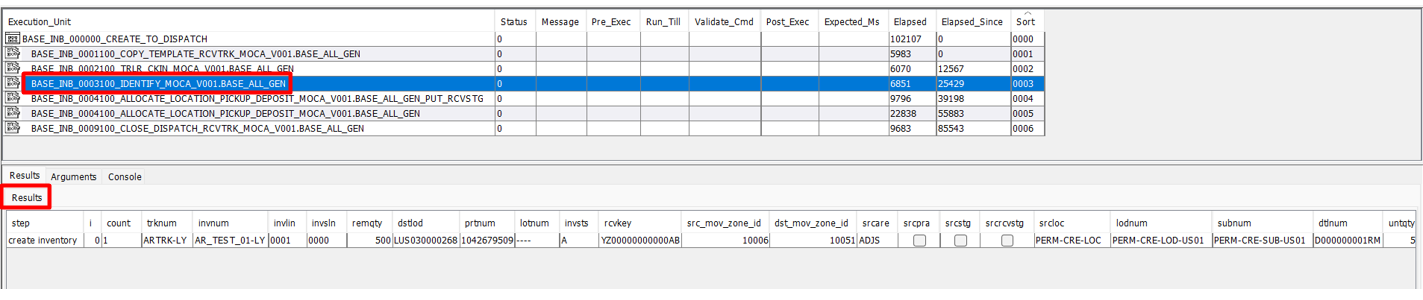 Execution_Unit Status Message Pre_Exec Run_Till Validate_Cmd Post_Exec Expected_Ms Elapsed Elapsed_Since Sort
BASE_INB_000000_CREATE_TO_DISPATCH 0 102107 0 0000
BASE_INB_0001100_COPY_TEMPLATE_RCVTRK_MOCA_V001.BASE_ALL_GEN 0 5983 0 0001
BASE_INB_0002100_TRLR_CKIN_MOCA_V001.BASE_ALL_GEN 0 6070 12567 0002
BASE_INB_0003100_IDENTIFY_MOCA_V001.BASE_ALL_GEN 0 6851 25429 0003
BASE_INB_0004100_ALLOCATE_LOCATION_PICKUP_DEPOSIT_MOCA_V001.BASE_ALL_GEN_PUT_RCVSTG 0 9796 39198 0004
BASE_INB_0004100_ALLOCATE_LOCATION_PICKUP_DEPOSIT_MOCA_V001.BASE_ALL_GEN 0 22838 55883 0005
BASE_INB_0009100_CLOSE_DISPATCH_RCVTRK_MOCA_V001.BASE_ALL_GEN 0 9683 85543 0006
Results Arguments Console
Results
step i count trknum invnum invlin invsln remqty dstlod prtnum lotnum invsts rcvkey src_mov_zone_id dst_mov_zone_id srcare srcpra srcstg srcrcvstg srcloc lodnum subnum dtlnum untqty
create inventory 0 1 ARTRK-LY AR_TEST_01-LY 0001 0000 500 LUS030000268 1042679509 ---- A YZ00000000000AB 10006 10051 ADJS PERM-CRE-LOC PERM-CRE-LOD-US01 PERM-CRE-SUB-US01 D000000001RM 5